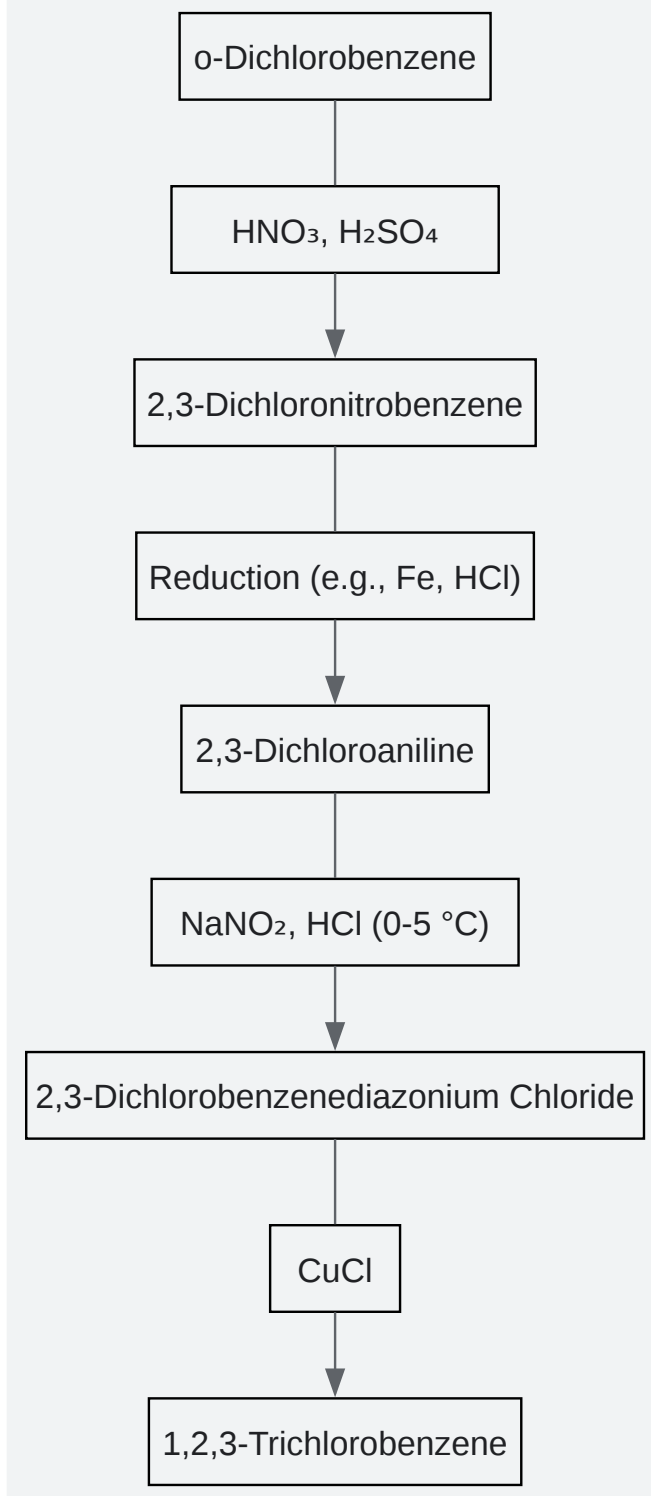 o-Dichlorobenzene
HNO₃, H₂SO₄
2,3-Dichloronitrobenzene
Reduction (e.g., Fe, HCl)
2,3-Dichloroaniline
NaNO₂, HCl (0-5 °C)
2,3-Dichlorobenzenediazonium Chloride
CuCl
1,2,3-Trichlorobenzene